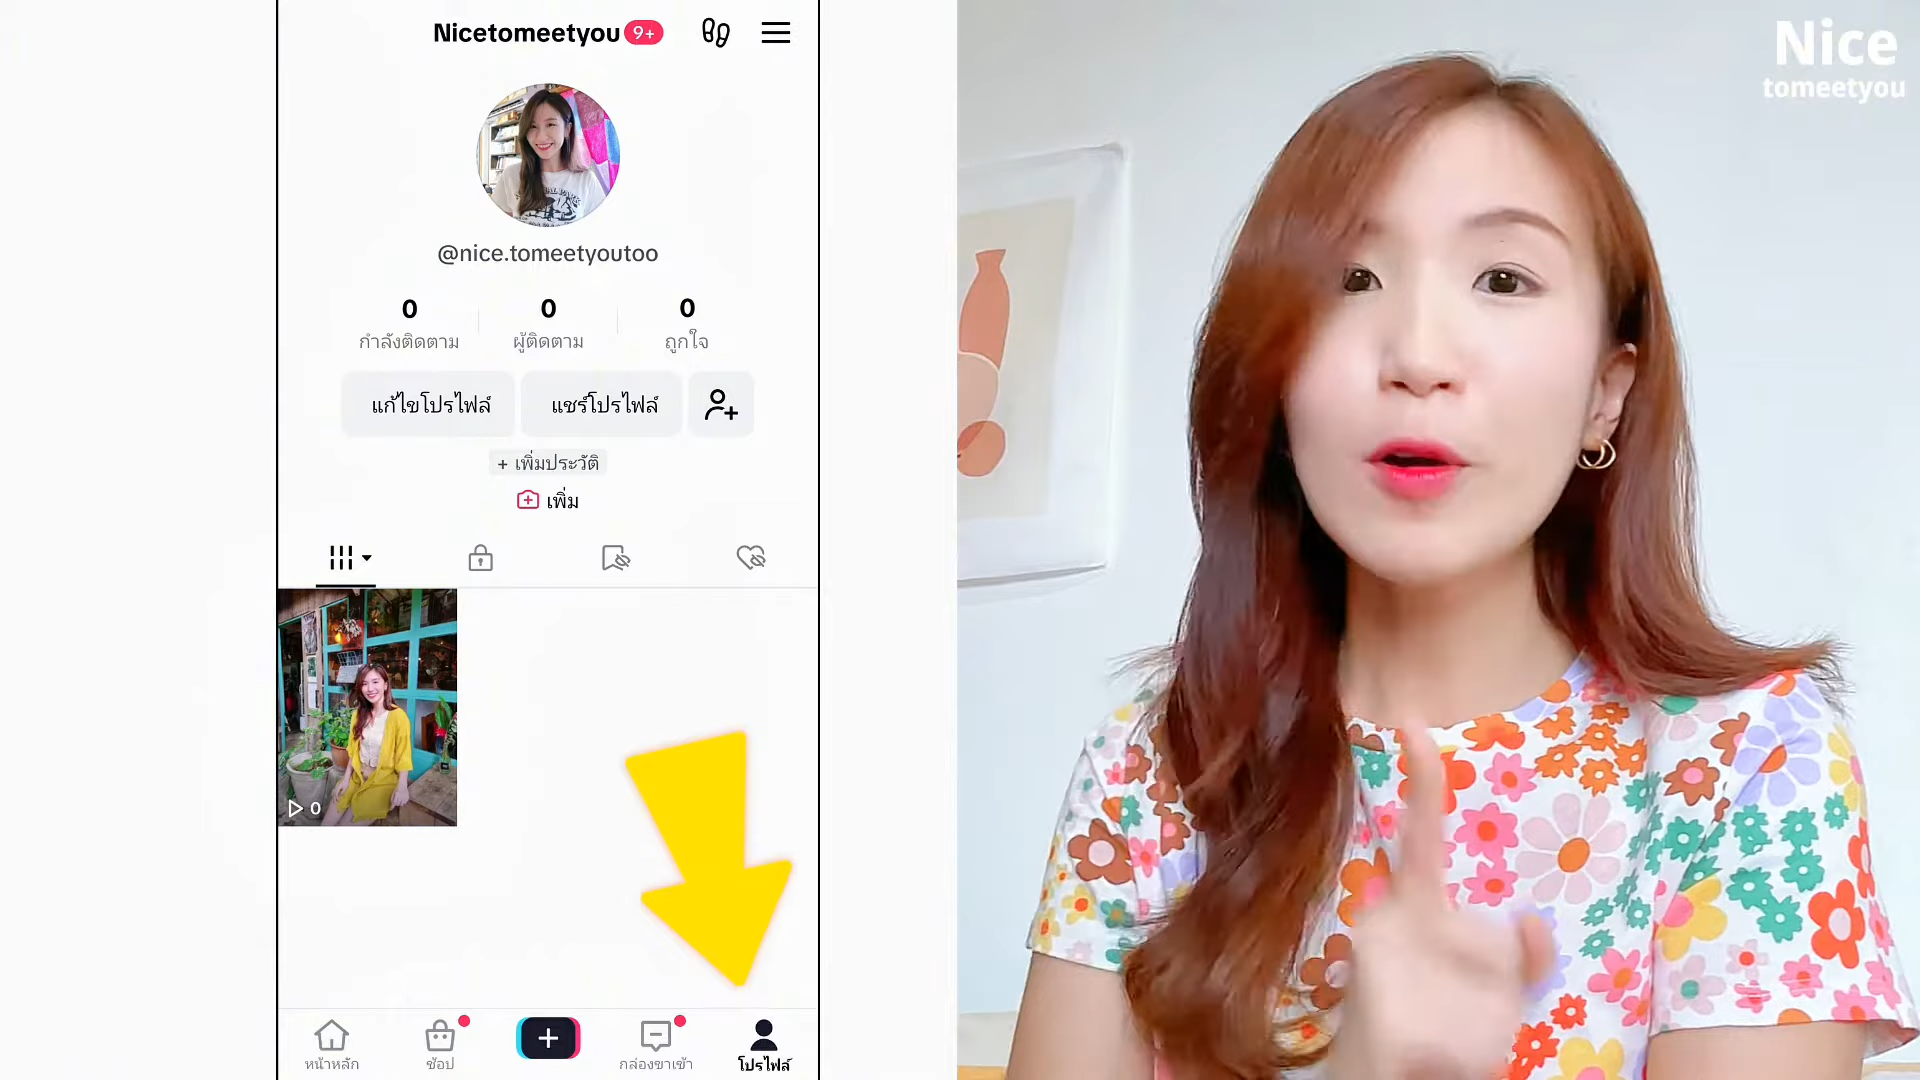 Nicetomeetyou 9+
@nice.tomeetyoutoo
0 0 0
กำลังติดตาม ผู้ติดตาม ถูกใจ
แก้ไขโปรไฟล์ แชร์โปรไฟล์
+ เพิ่มประวัติ
เพิ่ม
0
หน้าหลัก ช้อป กล่องขาเข้า โปรไฟล์
Nice
tomeetyou